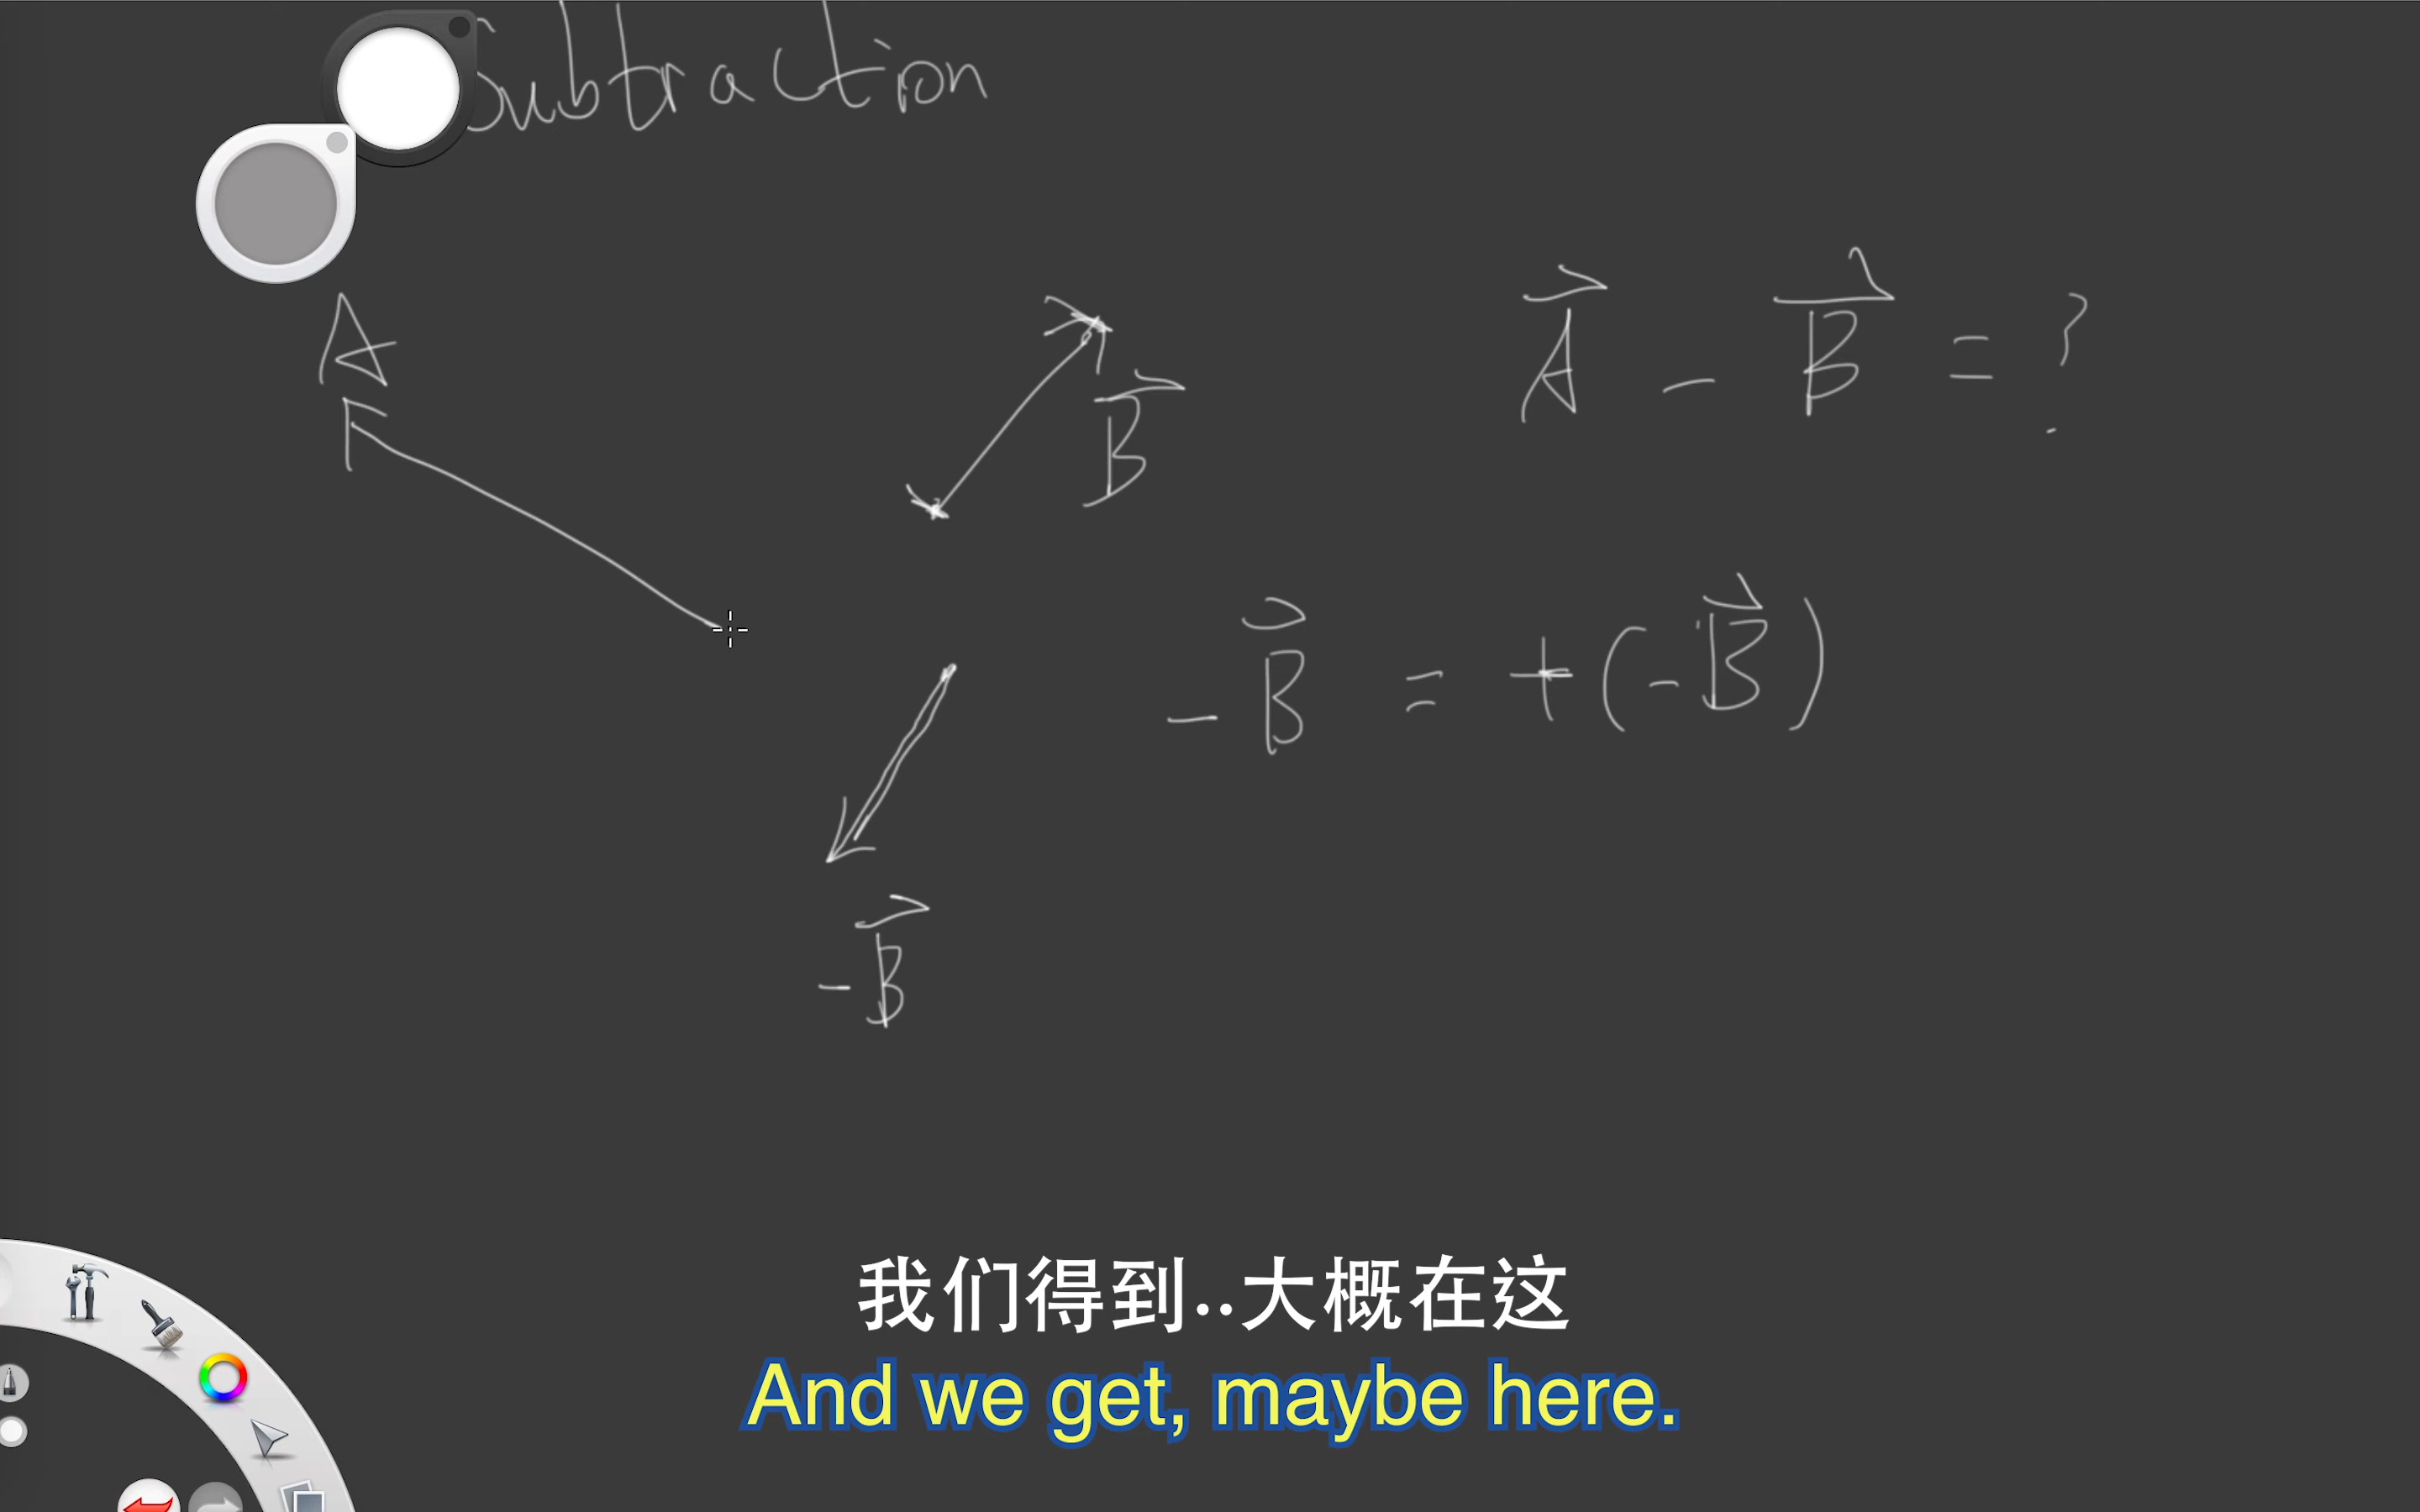 Subtraction
A
B⃗
A⃗ - B⃗ = ?
- B⃗ = + (- B⃗)
- B⃗
我们得到..大概在这
And we get, maybe here.